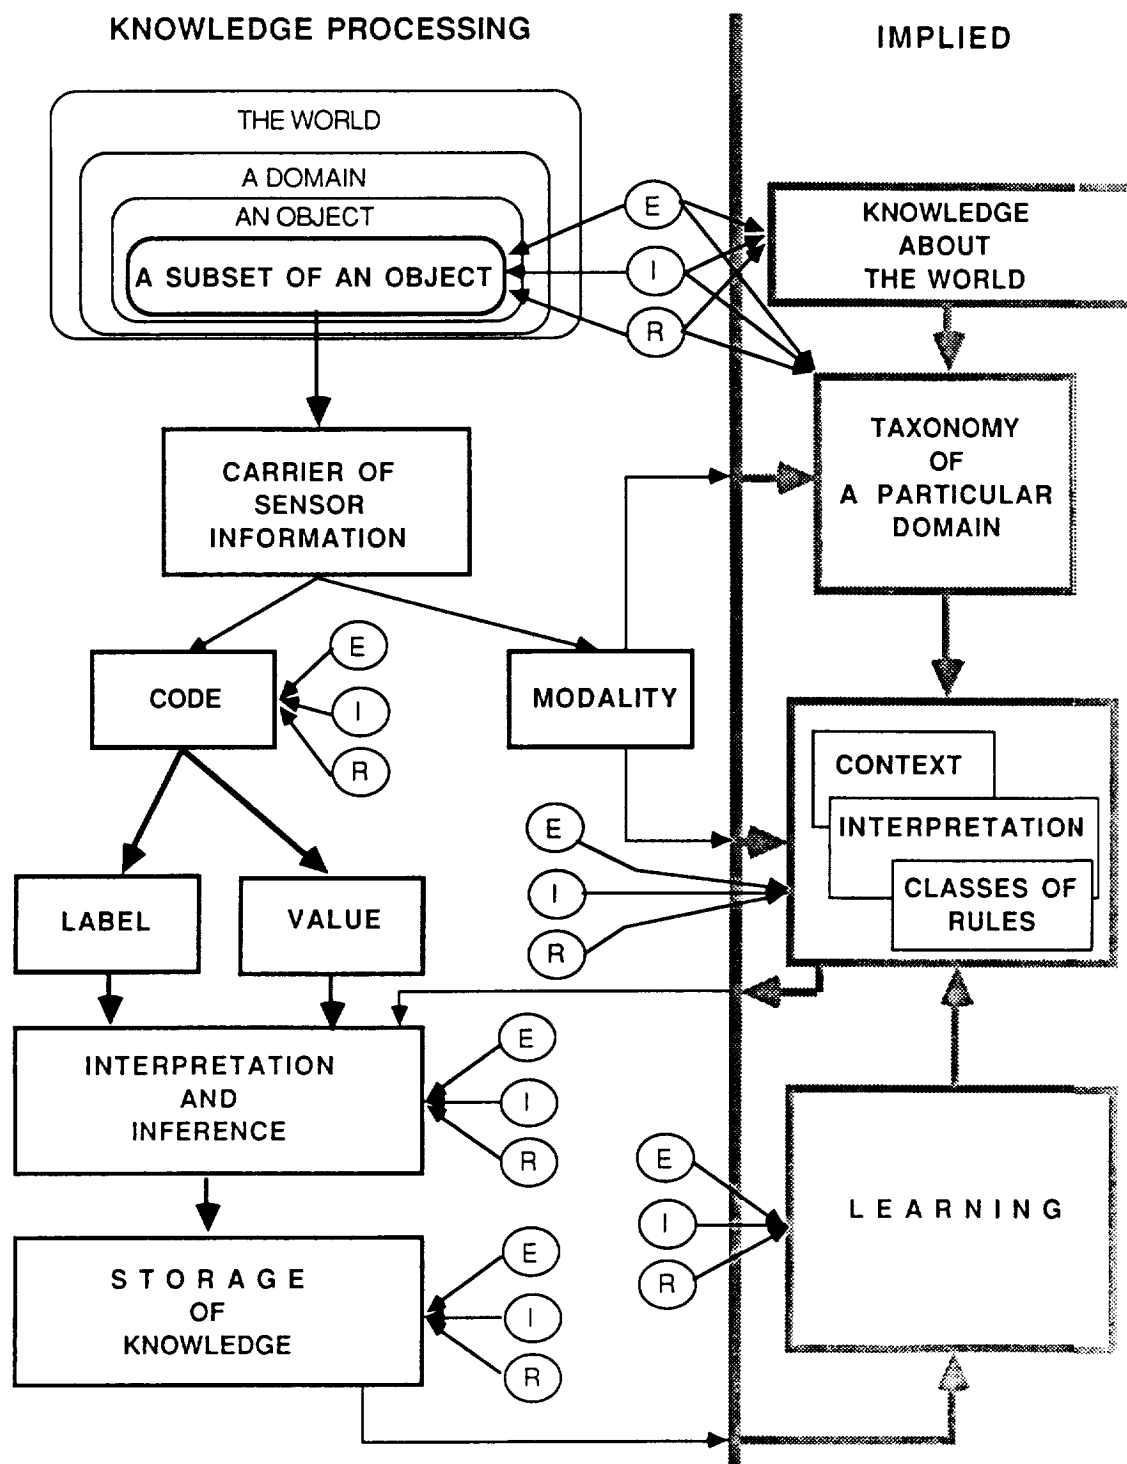 KNOWLEDGE PROCESSING
IMPLIED
THE WORLD
A DOMAIN
AN OBJECT
A SUBSET OF AN OBJECT
E
I
R
KNOWLEDGE
ABOUT
THE WORLD
TAXONOMY
OF
A PARTICULAR
DOMAIN
CARRIER OF
SENSOR
INFORMATION
CODE
E
I
R
MODALITY
CONTEXT
INTERPRETATION
CLASSES OF
RULES
E
I
R
LABEL
VALUE
INTERPRETATION
AND
INFERENCE
E
I
R
LEARNING
E
I
R
STORAGE
OF
KNOWLEDGE
E
I
R